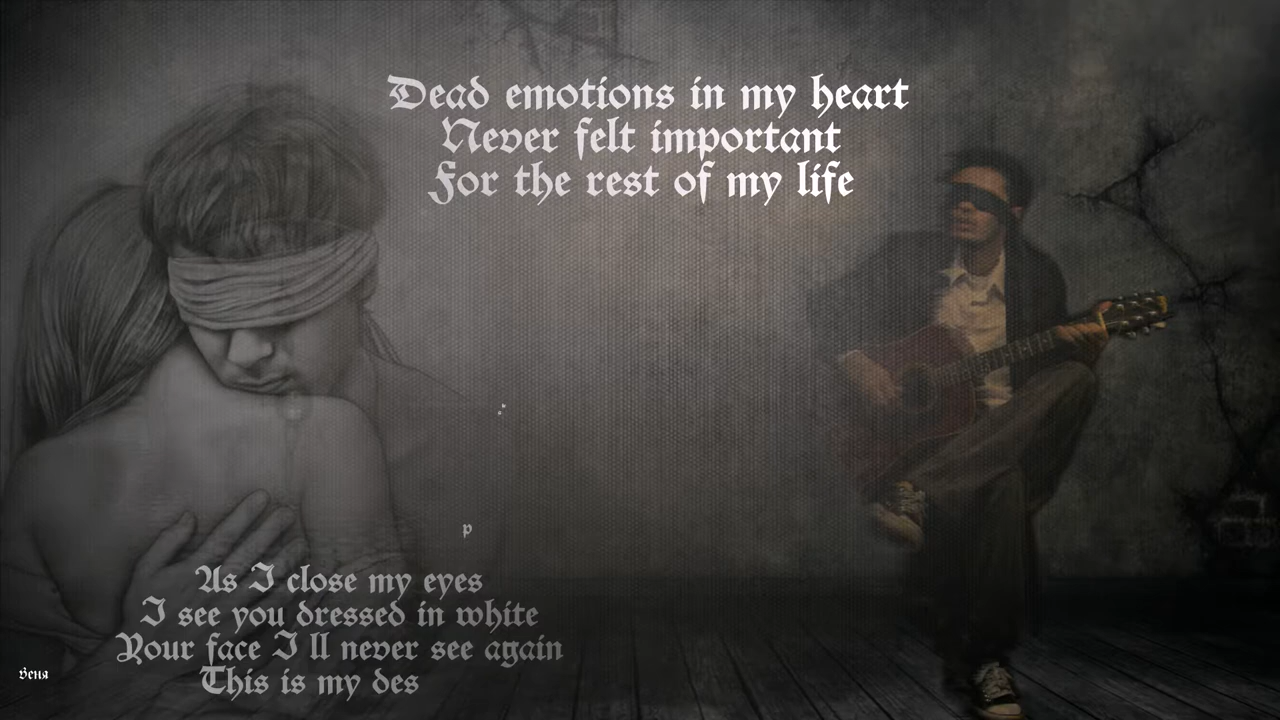 Dead emotions in my heart
Never felt important
For the rest of my life
p
As I close my eyes
I see you dressed in white
Your face I ll never see again
This is my des
Веня